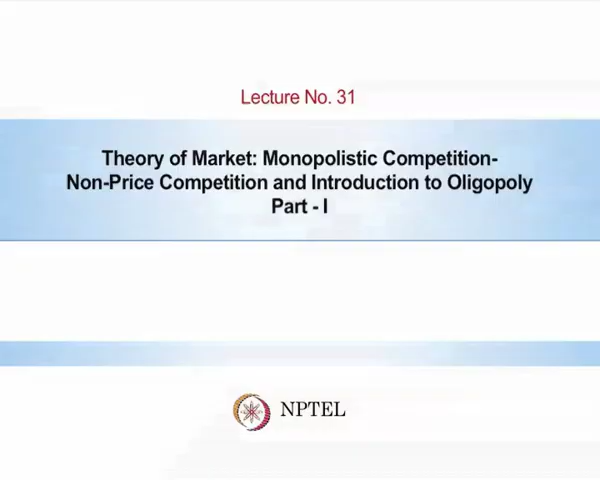 Lecture No. 31
Theory of Market: Monopolistic Competition-
Non-Price Competition and Introduction to Oligopoly
Part - I
NPTEL